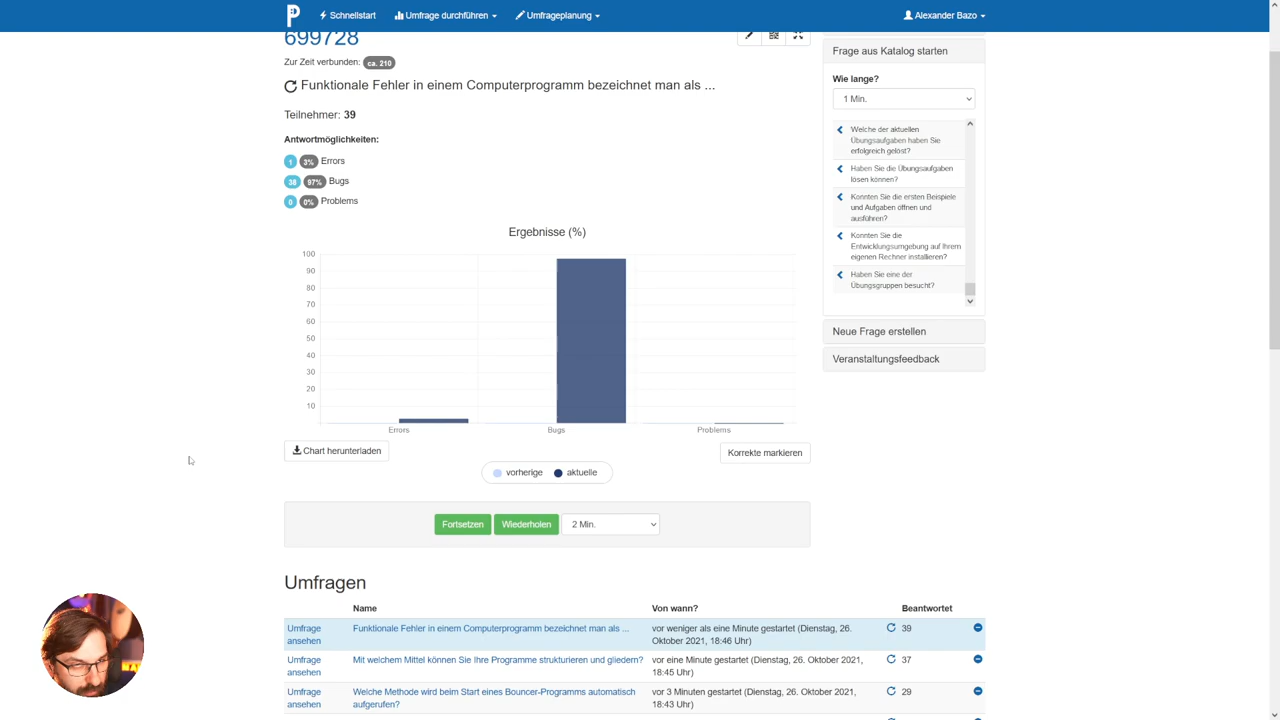 Schnellstart Umfrage durchführen Umfrageplanung Alexander Bazo
699728
Zur Zeit verbunden: ca. 210
Funktionale Fehler in einem Computerprogramm bezeichnet man als ...
Teilnehmer: 39
Antwortmöglichkeiten:
1 3% Errors
38 97% Bugs
0 0% Problems
Ergebnisse (%)
100
90
80
70
60
50
40
30
20
10
Errors Bugs Problems
Chart herunterladen
vorherige aktuelle
Korrekte markieren
Fortsetzen Wiederholen 2 Min.
Frage aus Katalog starten
Wie lange?
1 Min.
Welche der aktuellen
Übungsaufgaben haben Sie
erfolgreich gelöst?
Haben Sie die Übungsaufgaben
lösen können?
Konnten Sie die ersten Beispiele
und Aufgaben öffnen und
ausführen?
Konnten Sie die
Entwicklungsumgebung auf Ihrem
eigenen Rechner installieren?
Haben Sie eine der
Übungsgruppen besucht?
Neue Frage erstellen
Veranstaltungsfeedback
Umfragen
Name Von wann? Beantwortet
Umfrage Funktionale Fehler in einem Computerprogramm bezeichnet man als ... vor weniger als eine Minute gestartet (Dienstag, 26. 39
ansehen Oktober 2021, 18:46 Uhr)
Umfrage Mit welchem Mittel können Sie Ihre Programme strukturieren und gliedern? vor eine Minute gestartet (Dienstag, 26. Oktober 2021, 37
ansehen 18:45 Uhr)
Umfrage Welche Methode wird beim Start eines Bouncer-Programms automatisch vor 3 Minuten gestartet (Dienstag, 26. Oktober 2021, 29
ansehen aufgerufen? 18:43 Uhr)